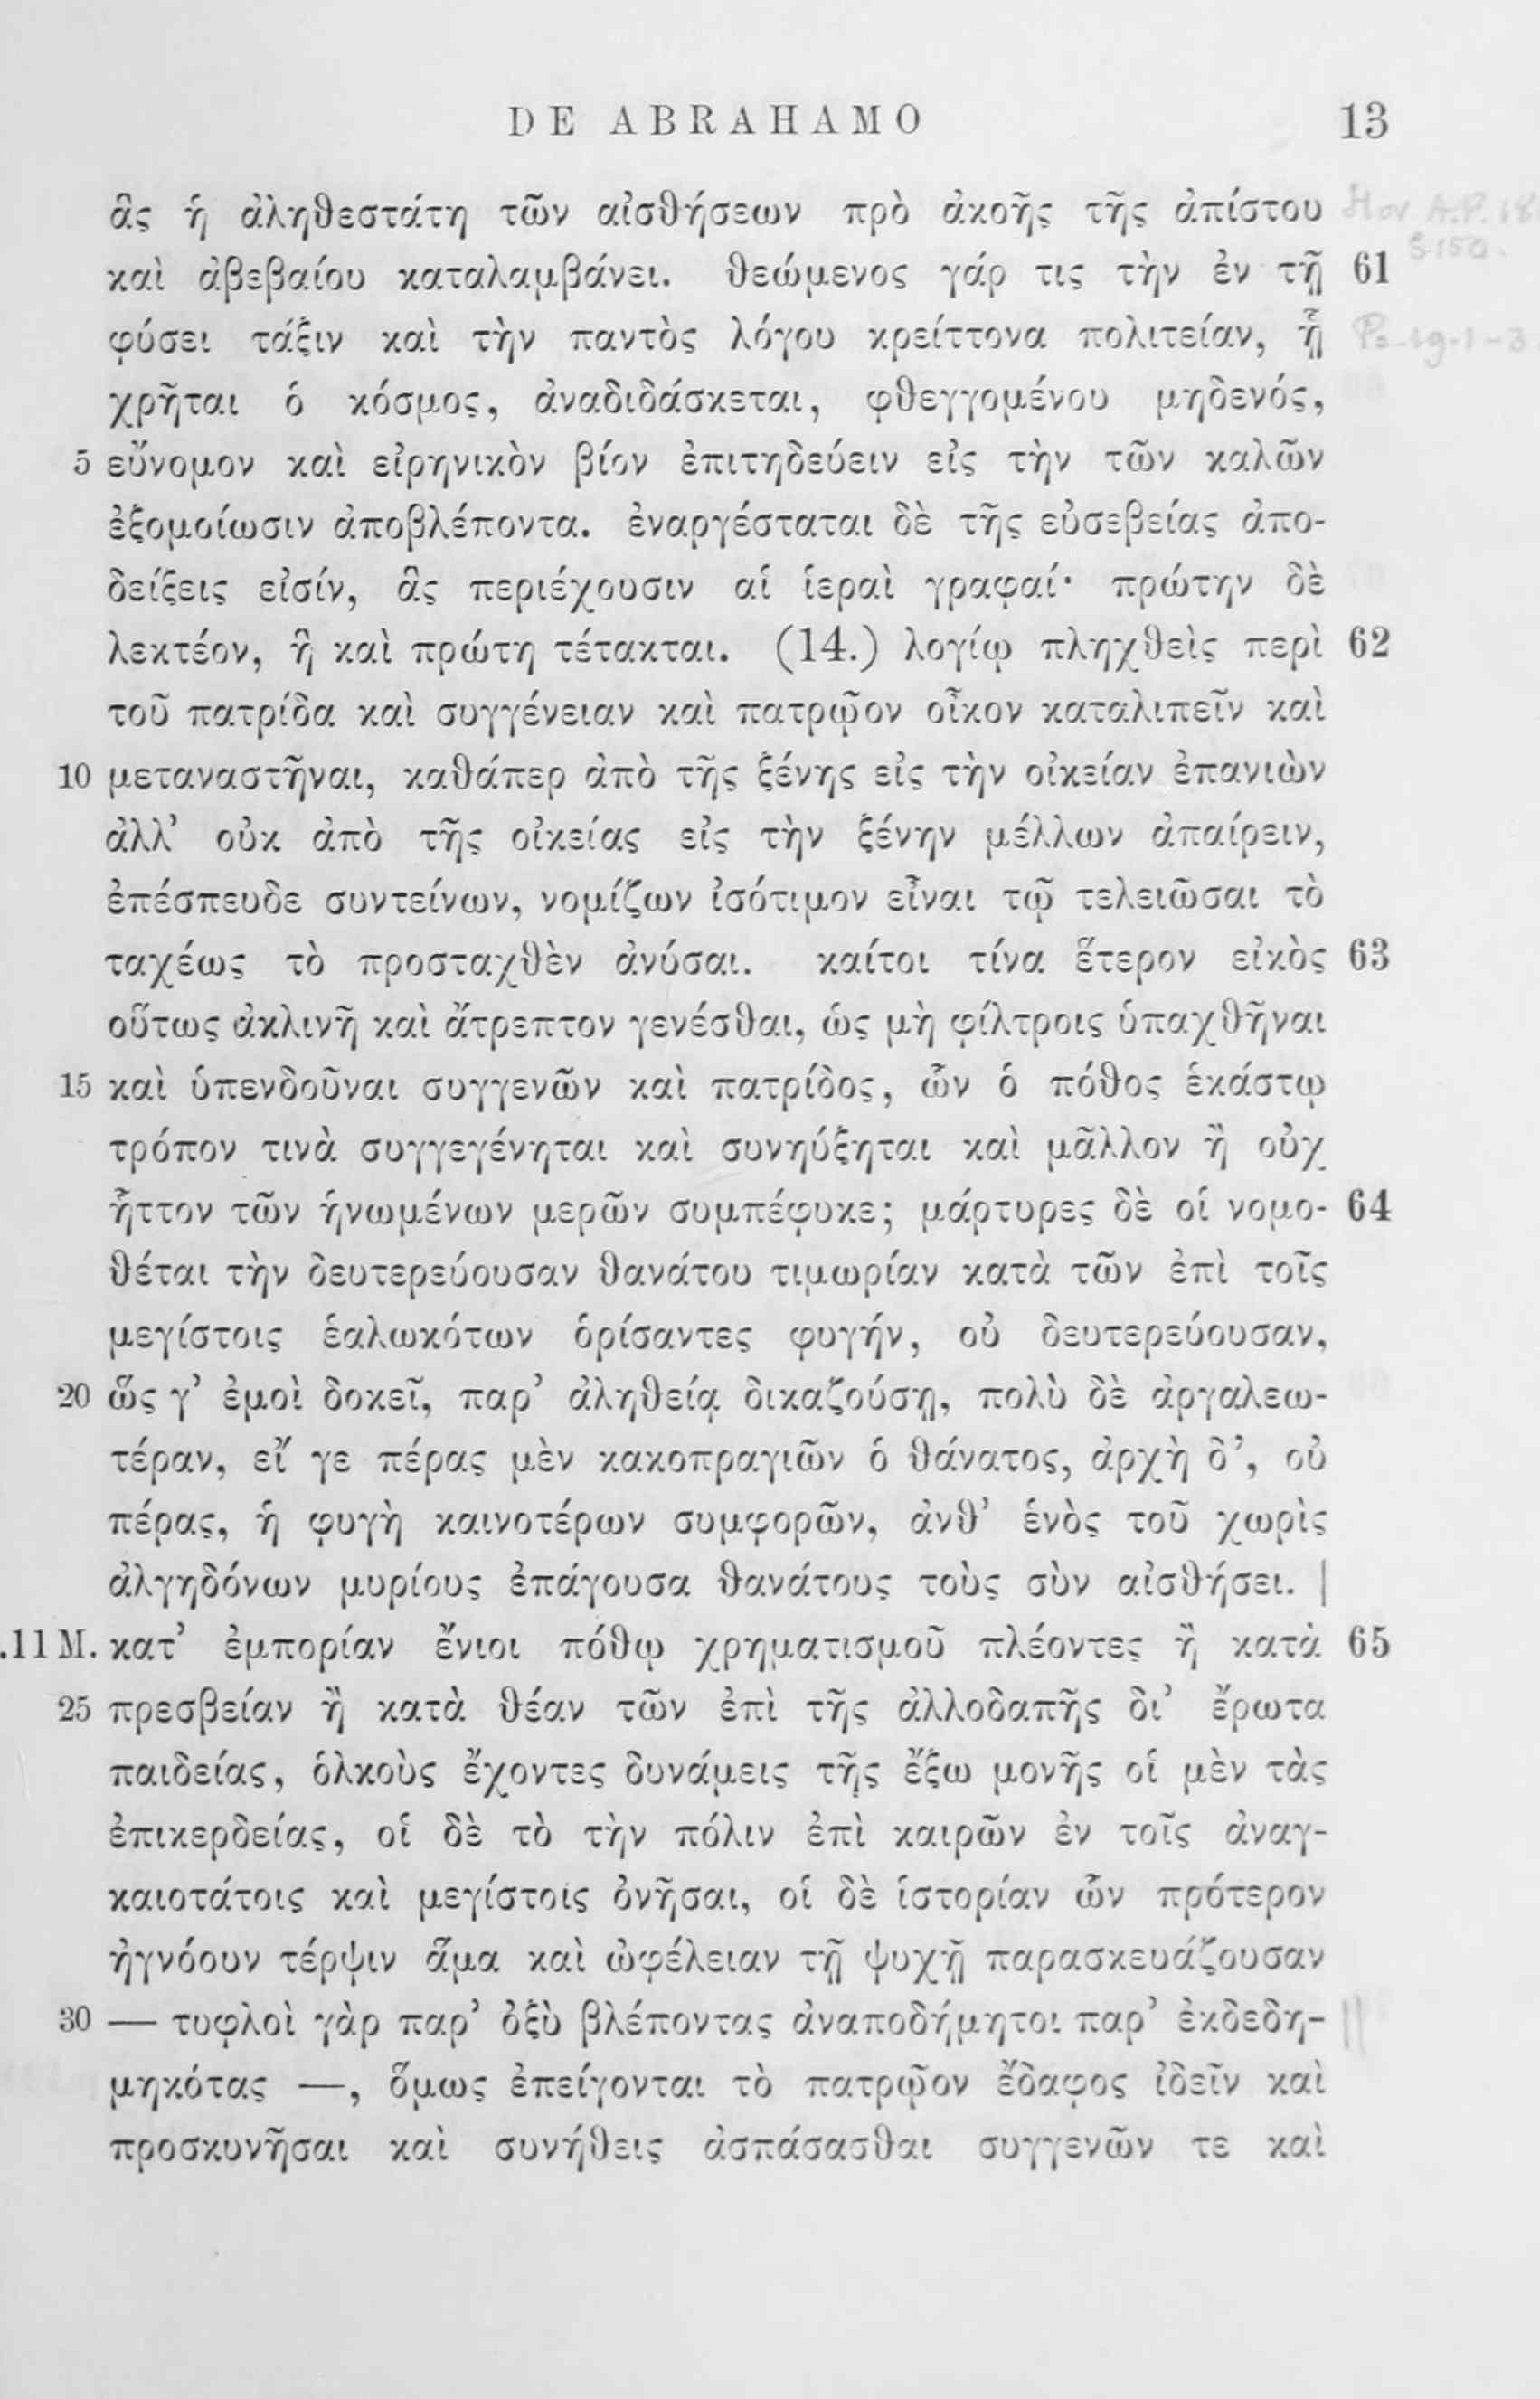 DE ABRAHAMO 13
ἃς ἡ ἀληθεστάτη τῶν αἰσθήσεων πρὸ ἀκοῆς τῆς ἀπίστου Hor A.P. 18
§ 150.
καὶ ἀβεβαίου καταλαμβάνει. θεώμενος γάρ τις τὴν ἐν τῇ 61
φύσει τάξιν καὶ τὴν παντὸς λόγου κρείττονα πολιτείαν, ᾗ Ps-19-1-3
χρῆται ὁ κόσμος, ἀναδιδάσκεται, φθεγγομένου μηδενός,
5 εὔνομον καὶ εἰρηνικὸν βίον ἐπιτηδεύειν εἰς τὴν τῶν καλῶν
ἐξομοίωσιν ἀποβλέποντα. ἐναργέσταται δὲ τῆς εὐσεβείας ἀπο-
δείξεις εἰσίν, ἃς περιέχουσιν αἱ ἱεραὶ γραφαί· πρώτην δὲ
λεκτέον, ἣ καὶ πρώτη τέτακται. (14.) λογίῳ πληχθεὶς περὶ 62
τοῦ πατρίδα καὶ συγγένειαν καὶ πατρῷον οἶκον καταλιπεῖν καὶ
10 μεταναστῆναι, καθάπερ ἀπὸ τῆς ξένης εἰς τὴν οἰκείαν ἐπανιὼν
ἀλλ’ οὐκ ἀπὸ τῆς οἰκείας εἰς τὴν ξένην μέλλων ἀπαίρειν,
ἐπέσπευδε συντείνων, νομίζων ἰσότιμον εἶναι τῷ τελειῶσαι τὸ
ταχέως τὸ προσταχθὲν ἀνύσαι. καίτοι τίνα ἕτερον εἰκὸς 63
οὕτως ἀκλινῆ καὶ ἄτρεπτον γενέσθαι, ὡς μὴ φίλτροις ὑπαχθῆναι
15 καὶ ὑπενδοῦναι συγγενῶν καὶ πατρίδος, ὧν ὁ πόθος ἑκάστῳ
τρόπον τινὰ συγγεγένηται καὶ συνηύξηται καὶ μᾶλλον ἢ οὐχ
ἧττον τῶν ἡνωμένων μερῶν συμπέφυκε; μάρτυρες δὲ οἱ νομο- 64
θέται τὴν δευτερεύουσαν θανάτου τιμωρίαν κατὰ τῶν ἐπὶ τοῖς
μεγίστοις ἑαλωκότων ὁρίσαντες φυγήν, οὐ δευτερεύουσαν,
20 ὥς γ’ ἐμοὶ δοκεῖ, παρ’ ἀληθείᾳ δικαζούσῃ, πολὺ δὲ ἀργαλεω-
τέραν, εἴ γε πέρας μὲν κακοπραγιῶν ὁ θάνατος, ἀρχὴ δ’, οὐ
πέρας, ἡ φυγὴ καινοτέρων συμφορῶν, ἀνθ’ ἑνὸς τοῦ χωρὶς
ἀλγηδόνων μυρίους ἐπάγουσα θανάτους τοὺς σὺν αἰσθήσει. |
.11 M. κατ’ ἐμπορίαν ἔνιοι πόθῳ χρηματισμοῦ πλέοντες ἢ κατὰ 65
25 πρεσβείαν ἢ κατὰ θέαν τῶν ἐπὶ τῆς ἀλλοδαπῆς δι’ ἔρωτα
παιδείας, ὁλκοὺς ἔχοντες δυνάμεις τῆς ἔξω μονῆς οἱ μὲν τὰς
ἐπικερδείας, οἱ δὲ τὸ τὴν πόλιν ἐπὶ καιρῶν ἐν τοῖς ἀναγ-
καιοτάτοις καὶ μεγίστοις ὀνῆσαι, οἱ δὲ ἱστορίαν ὧν πρότερον
ἠγνόουν τέρψιν ἅμα καὶ ὠφέλειαν τῇ ψυχῇ παρασκευάζουσαν
30 — τυφλοὶ γὰρ παρ’ ὀξὺ βλέποντας ἀναποδήμητοι παρ’ ἐκδεδη-
μηκότας —, ὅμως ἐπείγονται τὸ πατρῷον ἔδαφος ἰδεῖν καὶ
προσκυνῆσαι καὶ συνήθεις ἀσπάσασθαι συγγενῶν τε καὶ